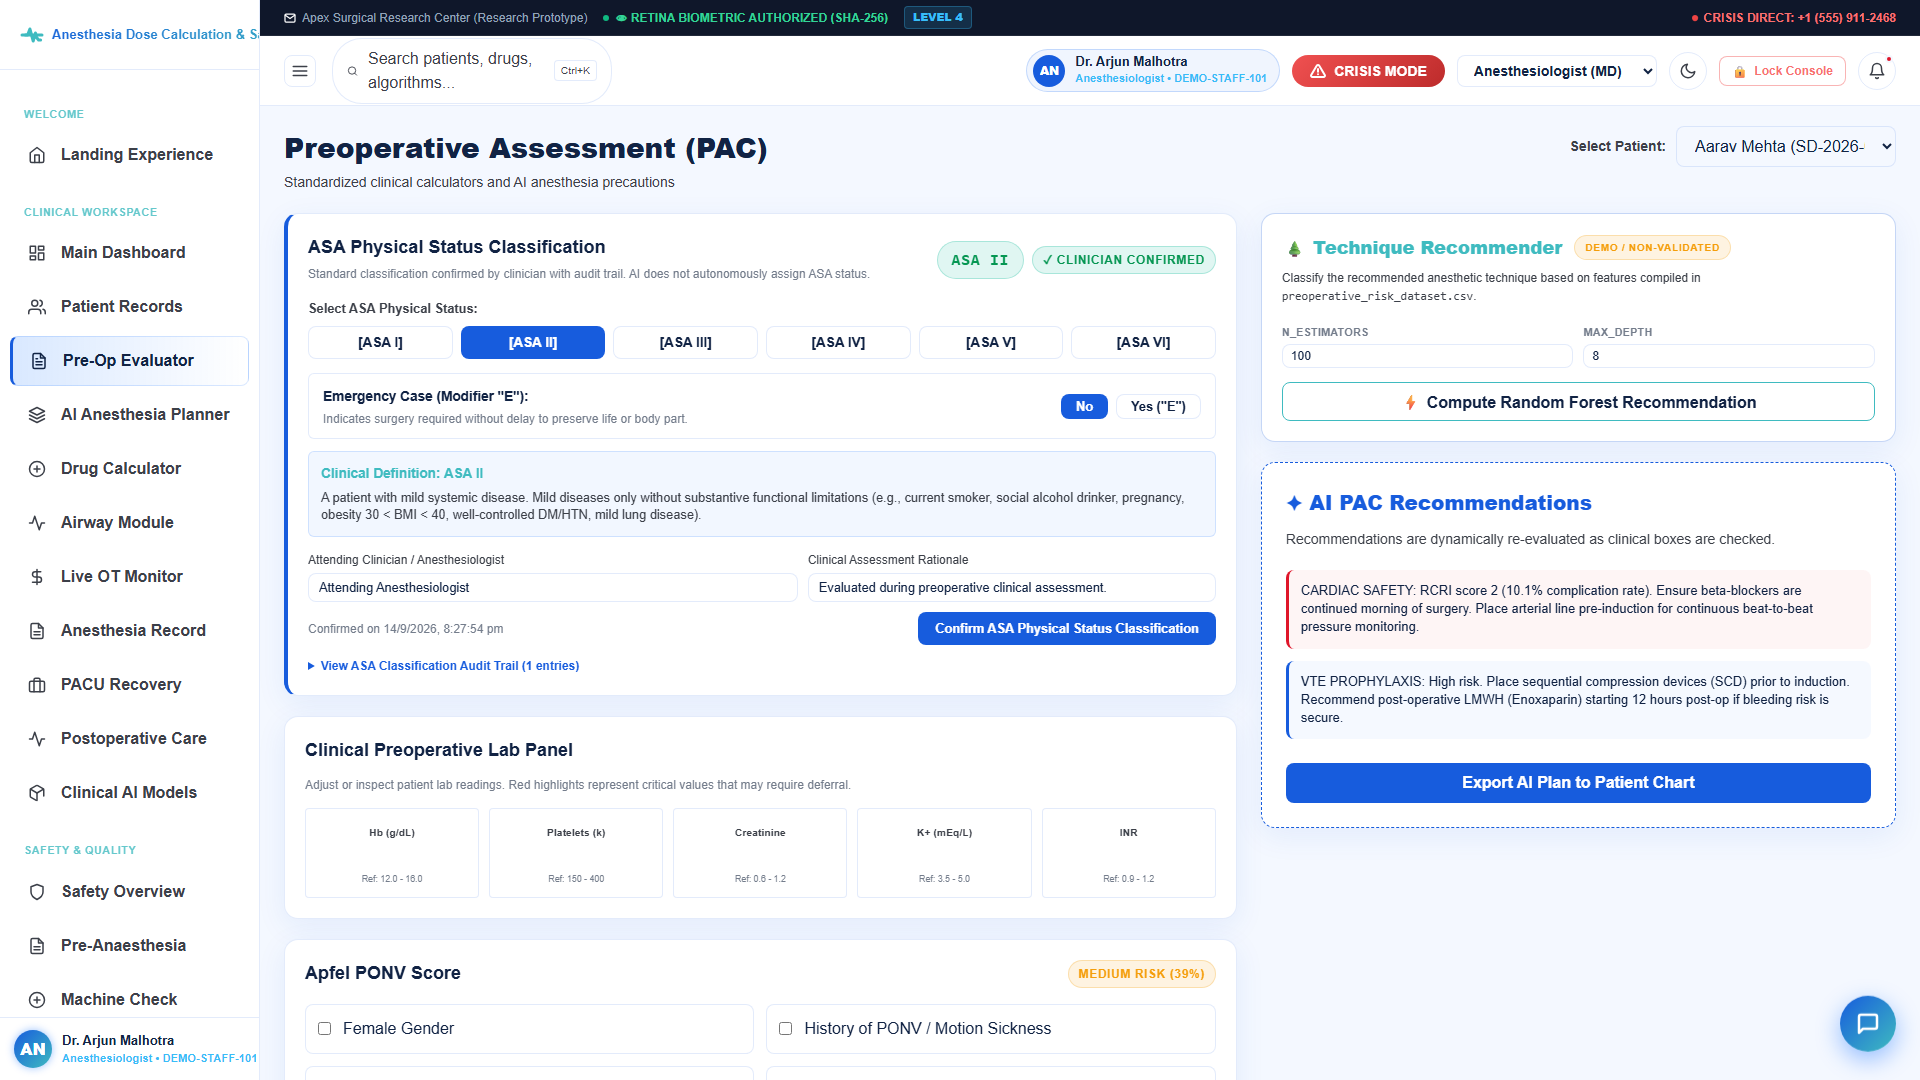 Apex Surgical Research Center (Research Prototype)
RETINA BIOMETRIC AUTHORIZED (SHA-256)
LEVEL 4
CRISIS DIRECT: +1 (555) 911-2468
Anesthesia Dose Calculation & S
Search patients, drugs,
algorithms...
Ctrl+K
AN
Dr. Arjun Malhotra
Anesthesiologist • DEMO-STAFF-101
CRISIS MODE
Anesthesiologist (MD)
Lock Console
WELCOME
Landing Experience
CLINICAL WORKSPACE
Main Dashboard
Patient Records
Pre-Op Evaluator
AI Anesthesia Planner
Drug Calculator
Airway Module
Live OT Monitor
Anesthesia Record
PACU Recovery
Postoperative Care
Clinical AI Models
SAFETY & QUALITY
Safety Overview
Pre-Anaesthesia
Machine Check
AN
Dr. Arjun Malhotra
Anesthesiologist • DEMO-STAFF-101
Preoperative Assessment (PAC)
Standardized clinical calculators and AI anesthesia precautions
Select Patient:
Aarav Mehta (SD-2026-
ASA Physical Status Classification
Standard classification confirmed by clinician with audit trail. AI does not autonomously assign ASA status.
ASA II
✓ CLINICIAN CONFIRMED
Select ASA Physical Status:
[ASA I]
[ASA II]
[ASA III]
[ASA IV]
[ASA V]
[ASA VI]
Emergency Case (Modifier "E"):
Indicates surgery required without delay to preserve life or body part.
No
Yes ("E")
Clinical Definition: ASA II
A patient with mild systemic disease. Mild diseases only without substantive functional limitations (e.g., current smoker, social alcohol drinker, pregnancy,
obesity 30 < BMI < 40, well-controlled DM/HTN, mild lung disease).
Attending Clinician / Anesthesiologist
Attending Anesthesiologist
Clinical Assessment Rationale
Evaluated during preoperative clinical assessment.
Confirmed on 14/9/2026, 8:27:54 pm
Confirm ASA Physical Status Classification
View ASA Classification Audit Trail (1 entries)
Clinical Preoperative Lab Panel
Adjust or inspect patient lab readings. Red highlights represent critical values that may require deferral.
Hb (g/dL)
Ref: 12.0 - 16.0
Platelets (k)
Ref: 150 - 400
Creatinine
Ref: 0.6 - 1.2
K+ (mEq/L)
Ref: 3.5 - 5.0
INR
Ref: 0.9 - 1.2
Apfel PONV Score
MEDIUM RISK (39%)
Female Gender
History of PONV / Motion Sickness
Technique Recommender
DEMO / NON-VALIDATED
Classify the recommended anesthetic technique based on features compiled in
preoperative_risk_dataset.csv.
N_ESTIMATORS
100
MAX_DEPTH
8
Compute Random Forest Recommendation
✦ AI PAC Recommendations
Recommendations are dynamically re-evaluated as clinical boxes are checked.
CARDIAC SAFETY: RCRI score 2 (10.1% complication rate). Ensure beta-blockers are
continued morning of surgery. Place arterial line pre-induction for continuous beat-to-beat
pressure monitoring.
VTE PROPHYLAXIS: High risk. Place sequential compression devices (SCD) prior to induction.
Recommend post-operative LMWH (Enoxaparin) starting 12 hours post-op if bleeding risk is
secure.
Export AI Plan to Patient Chart